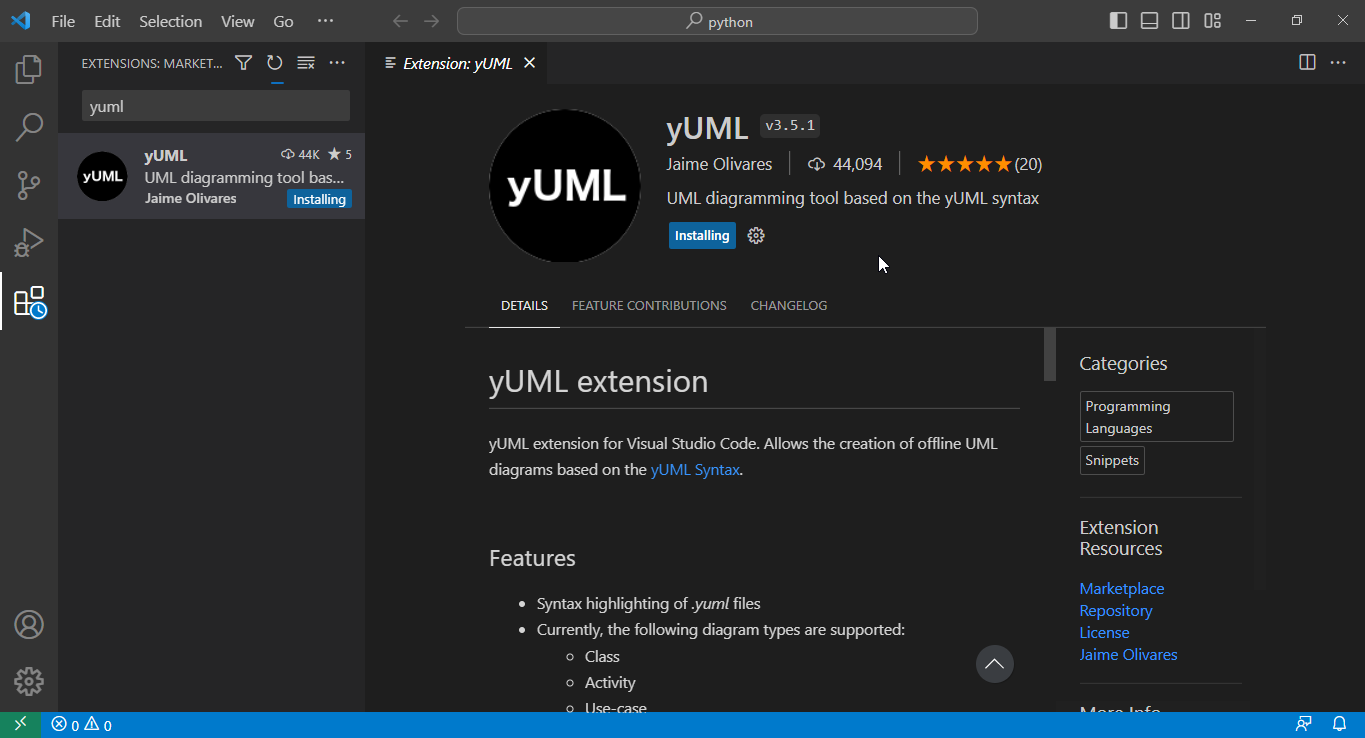 File Edit Selection View Go ···
python
EXTENSIONS: MARKET...
yuml
yUML
yUML 44K ★ 5
UML diagramming tool bas...
Jaime Olivares Installing
Extension: yUML
yUML
yUML v3.5.1
Jaime Olivares 44,094 ★★★★★(20)
UML diagramming tool based on the yUML syntax
Installing
DETAILS FEATURE CONTRIBUTIONS CHANGELOG
yUML extension
yUML extension for Visual Studio Code. Allows the creation of offline UML
diagrams based on the yUML Syntax.
Features
• Syntax highlighting of .yuml files
• Currently, the following diagram types are supported:
○ Class
○ Activity
○ Use-case
Categories
Programming
Languages
Snippets
Extension
Resources
Marketplace
Repository
License
Jaime Olivares
More Info
0 0